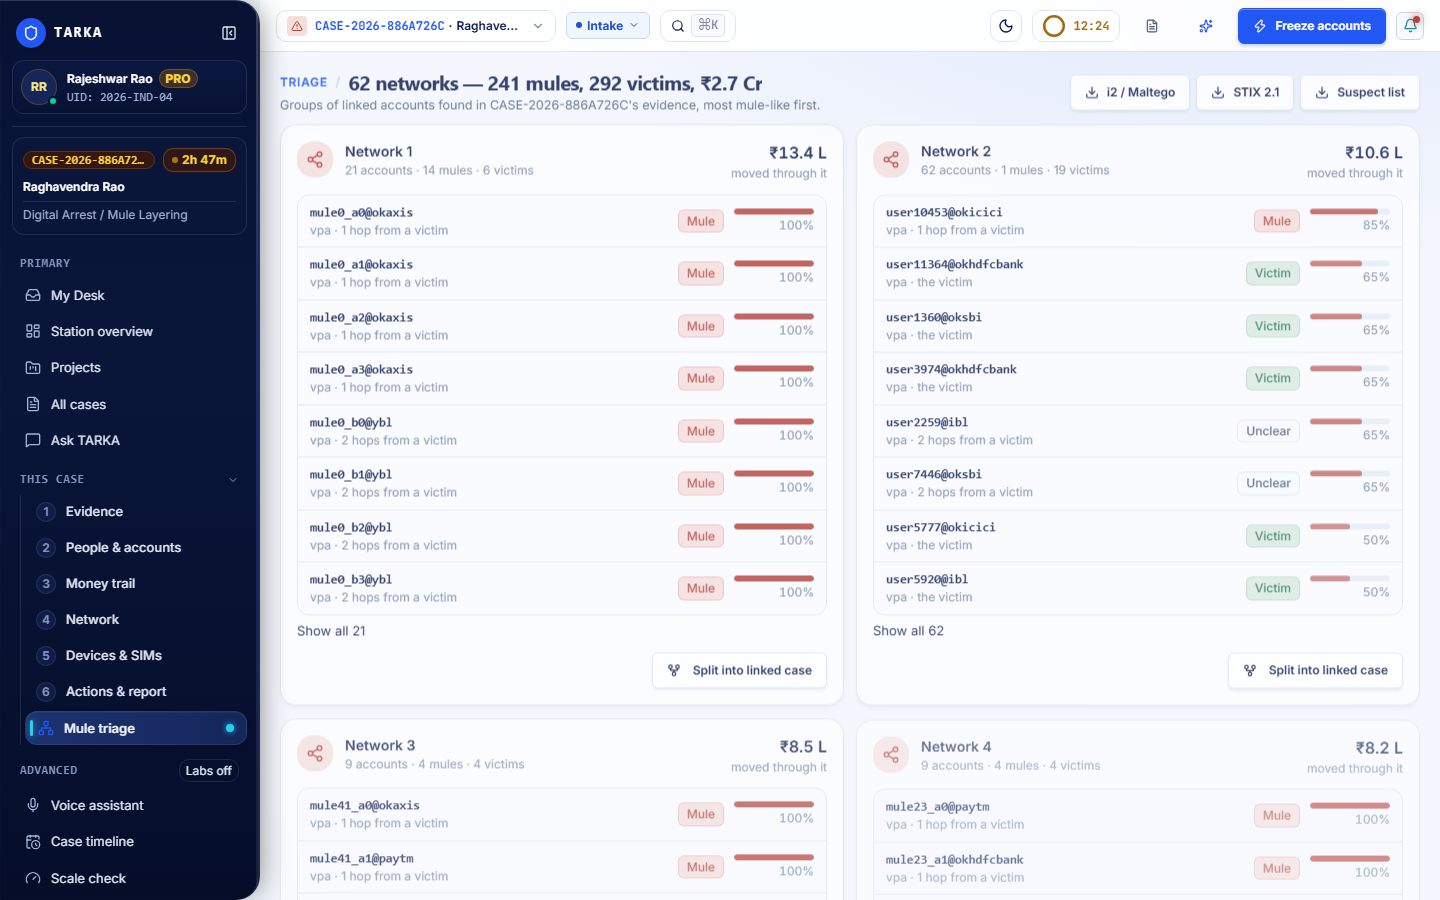 TARKA
RR
Rajeshwar Rao PRO
UID: 2026-IND-04
CASE-2026-886A72… 2h 47m
Raghavendra Rao
Digital Arrest / Mule Layering
PRIMARY
My Desk
Station overview
Projects
All cases
Ask TARKA
THIS CASE
1 Evidence
2 People & accounts
3 Money trail
4 Network
5 Devices & SIMs
6 Actions & report
Mule triage
ADVANCED Labs off
Voice assistant
Case timeline
Scale check
CASE-2026-886A726C · Raghave…
Intake
⌘K
12:24
Freeze accounts
TRIAGE / 62 networks — 241 mules, 292 victims, ₹2.7 Cr
Groups of linked accounts found in CASE-2026-886A726C's evidence, most mule-like first.
i2 / Maltego
STIX 2.1
Suspect list
Network 1 ₹13.4 L
21 accounts · 14 mules · 6 victims moved through it
mule0_a0@okaxis Mule
vpa · 1 hop from a victim 100%
mule0_a1@okaxis Mule
vpa · 1 hop from a victim 100%
mule0_a2@okaxis Mule
vpa · 1 hop from a victim 100%
mule0_a3@okaxis Mule
vpa · 1 hop from a victim 100%
mule0_b0@ybl Mule
vpa · 2 hops from a victim 100%
mule0_b1@ybl Mule
vpa · 2 hops from a victim 100%
mule0_b2@ybl Mule
vpa · 2 hops from a victim 100%
mule0_b3@ybl Mule
vpa · 2 hops from a victim 100%
Show all 21
Split into linked case
Network 2 ₹10.6 L
62 accounts · 1 mules · 19 victims moved through it
user10453@okicici Mule
vpa · 1 hop from a victim 85%
user11364@okhdfcbank Victim
vpa · the victim 65%
user1360@oksbi Victim
vpa · the victim 65%
user3974@okhdfcbank Victim
vpa · the victim 65%
user2259@ibl Unclear
vpa · 2 hops from a victim 65%
user7446@oksbi Unclear
vpa · 2 hops from a victim 65%
user5777@okicici Victim
vpa · the victim 50%
user5920@ibl Victim
vpa · the victim 50%
Show all 62
Split into linked case
Network 3 ₹8.5 L
9 accounts · 4 mules · 4 victims moved through it
mule41_a0@okaxis Mule
vpa · 1 hop from a victim 100%
mule41_a1@paytm Mule
vpa · 1 hop from a victim 100%
Network 4 ₹8.2 L
9 accounts · 4 mules · 4 victims moved through it
mule23_a0@paytm Mule
vpa · 1 hop from a victim 100%
mule23_a1@okhdfcbank Mule
vpa · 1 hop from a victim 100%